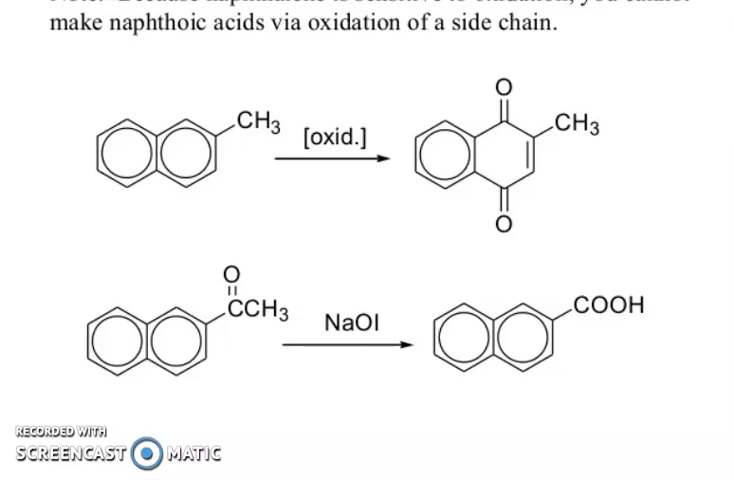 make naphthoic acids via oxidation of a side chain.
O
CH3
[oxid.]
CH3
O
O
CCH3
NaOI
COOH
RECORDED WITH
SCREENCAST MATIC